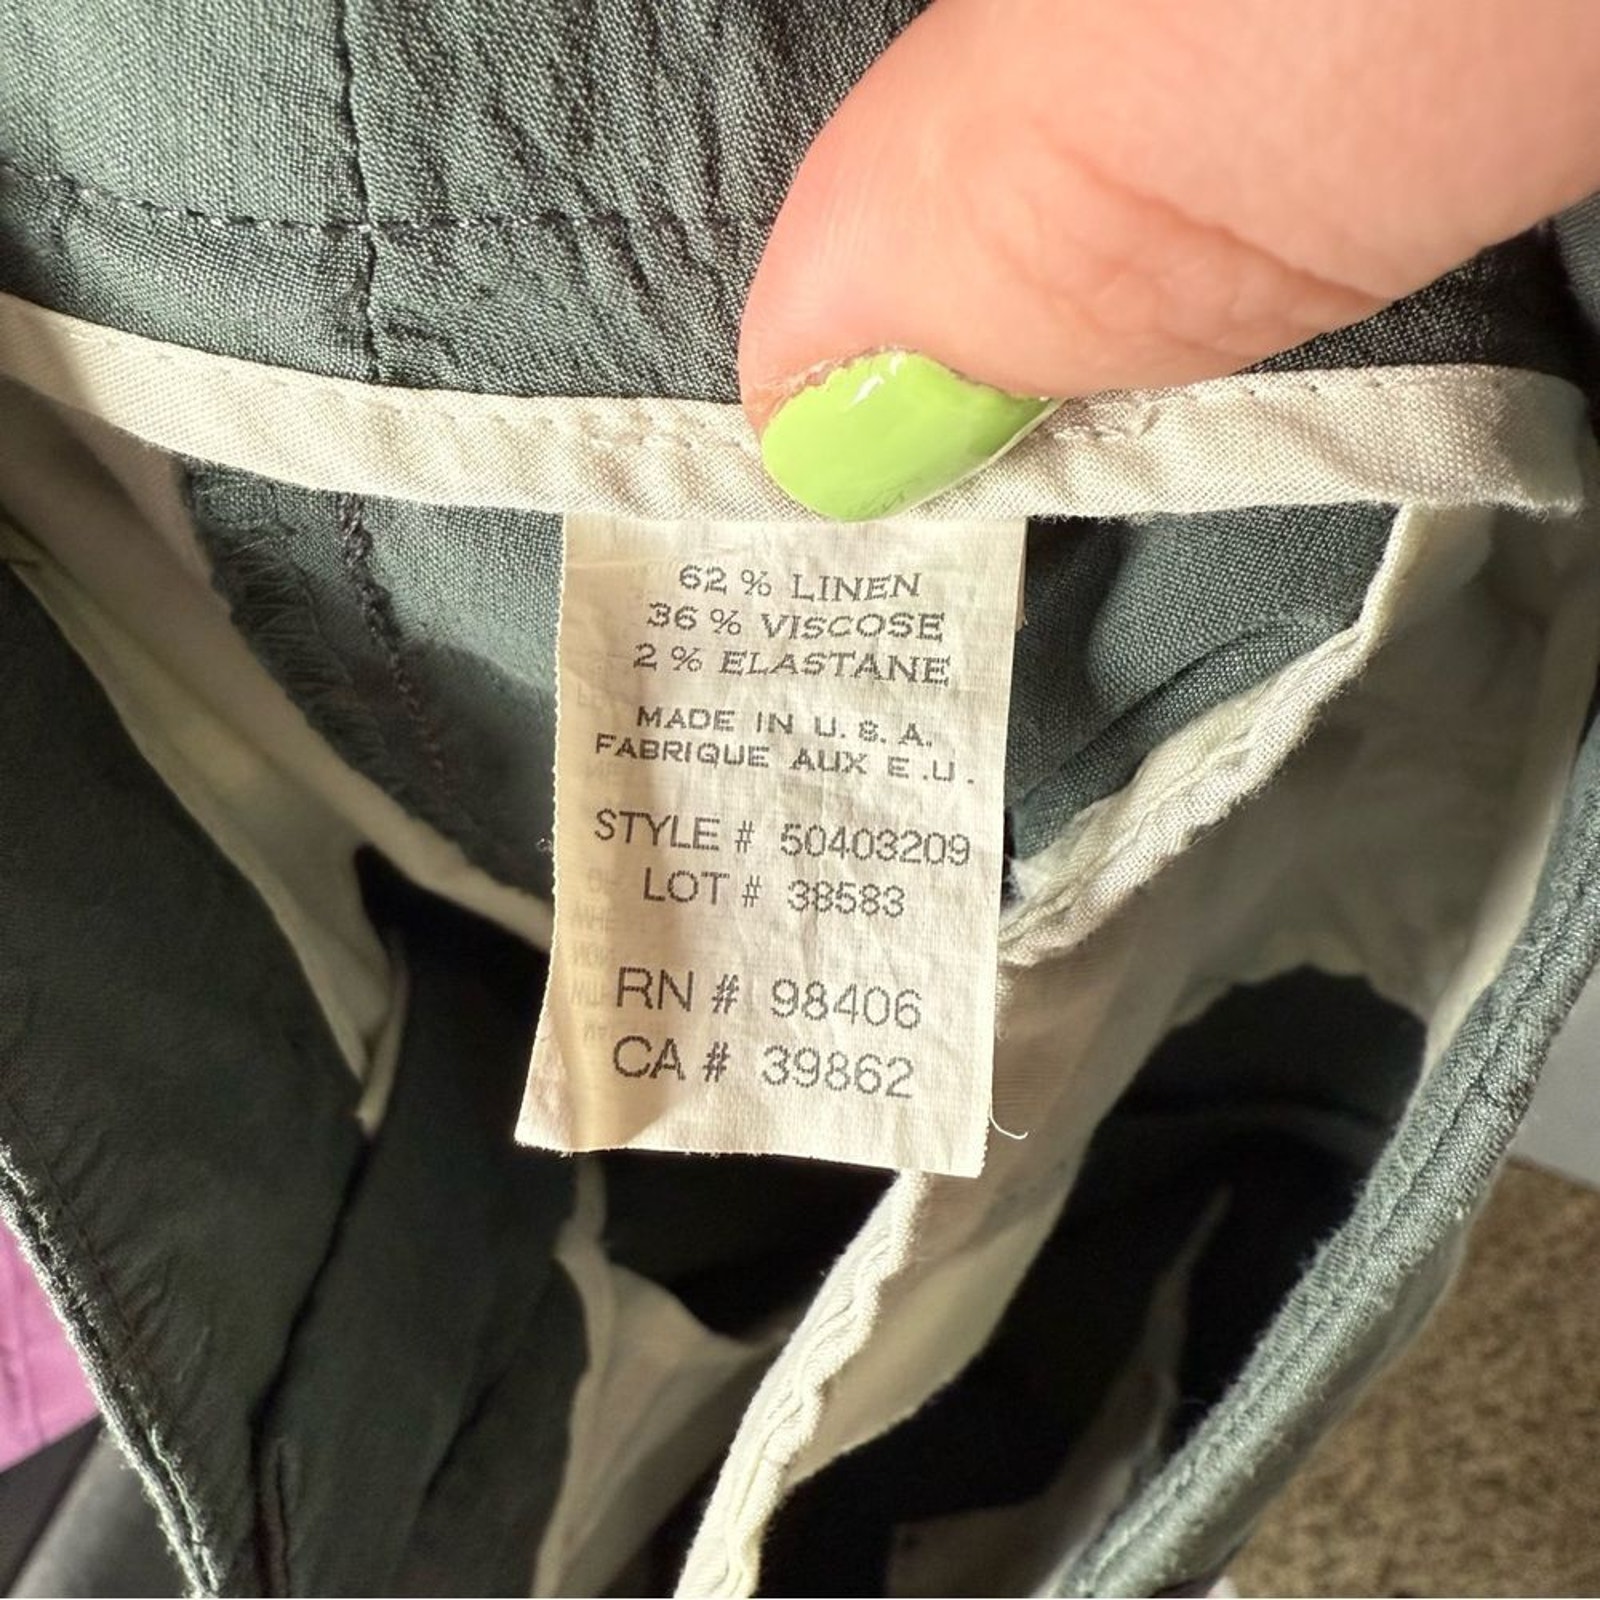 62 % LINEN
36 % VISCOSE
2 % ELASTANE
MADE IN U.S.A.
FABRIQUE AUX E.U.
STYLE # 50403209
LOT # 38583
RN # 98406
CA # 39862